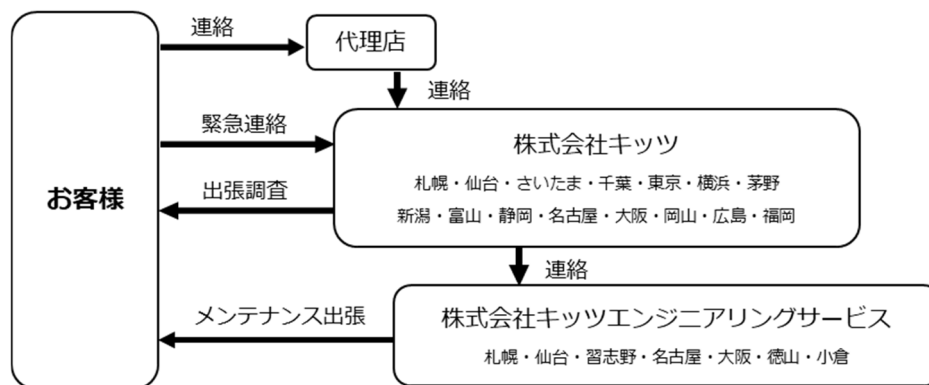 連絡
代理店
連絡
緊急連絡
株式会社キッツ
札幌・仙台・さいたま・千葉・東京・横浜・茅野
新潟・富山・静岡・名古屋・大阪・岡山・広島・福岡
お客様
出張調査
連絡
メンテナンス出張
株式会社キッツエンジニアリングサービス
札幌・仙台・習志野・名古屋・大阪・徳山・小倉